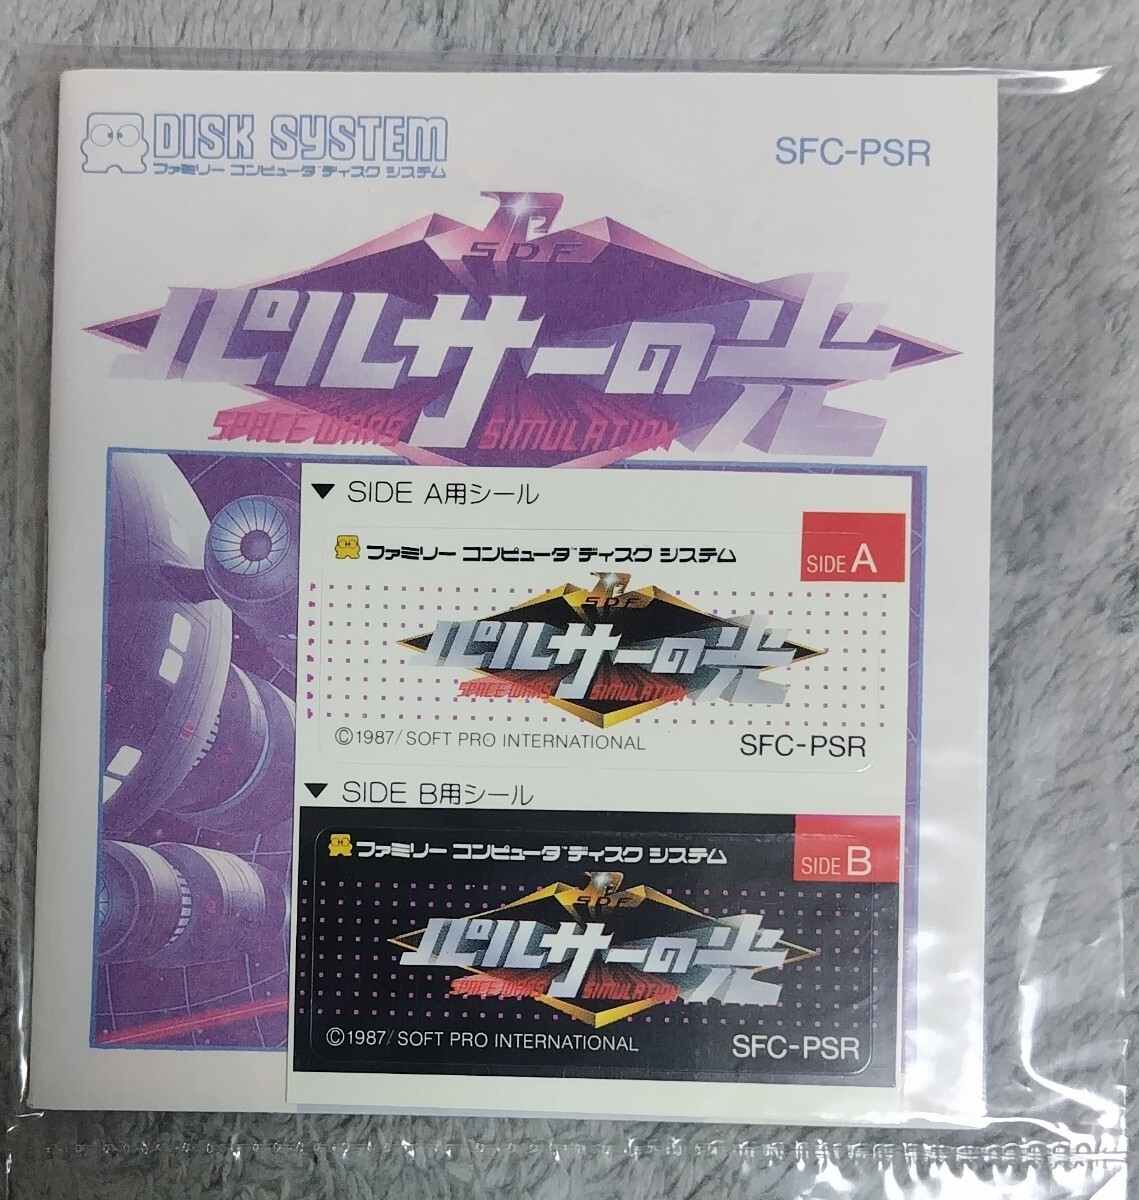 DISK SYSTEM
ファミリー コンピュータ ディスク システム
SFC-PSR
SDF
パルサーの光
SPACE WARS SIMULATION
▼ SIDE A用シール
ファミリー コンピュータ™ディスク システム
SIDE A
SDF
パルサーの光
SPACE WARS SIMULATION
©1987/ SOFT PRO INTERNATIONAL
SFC-PSR
▼ SIDE B用シール
ファミリー コンピュータ™ディスク システム
SIDE B
SDF
パルサーの光
SPACE WARS SIMULATION
©1987/ SOFT PRO INTERNATIONAL
SFC-PSR